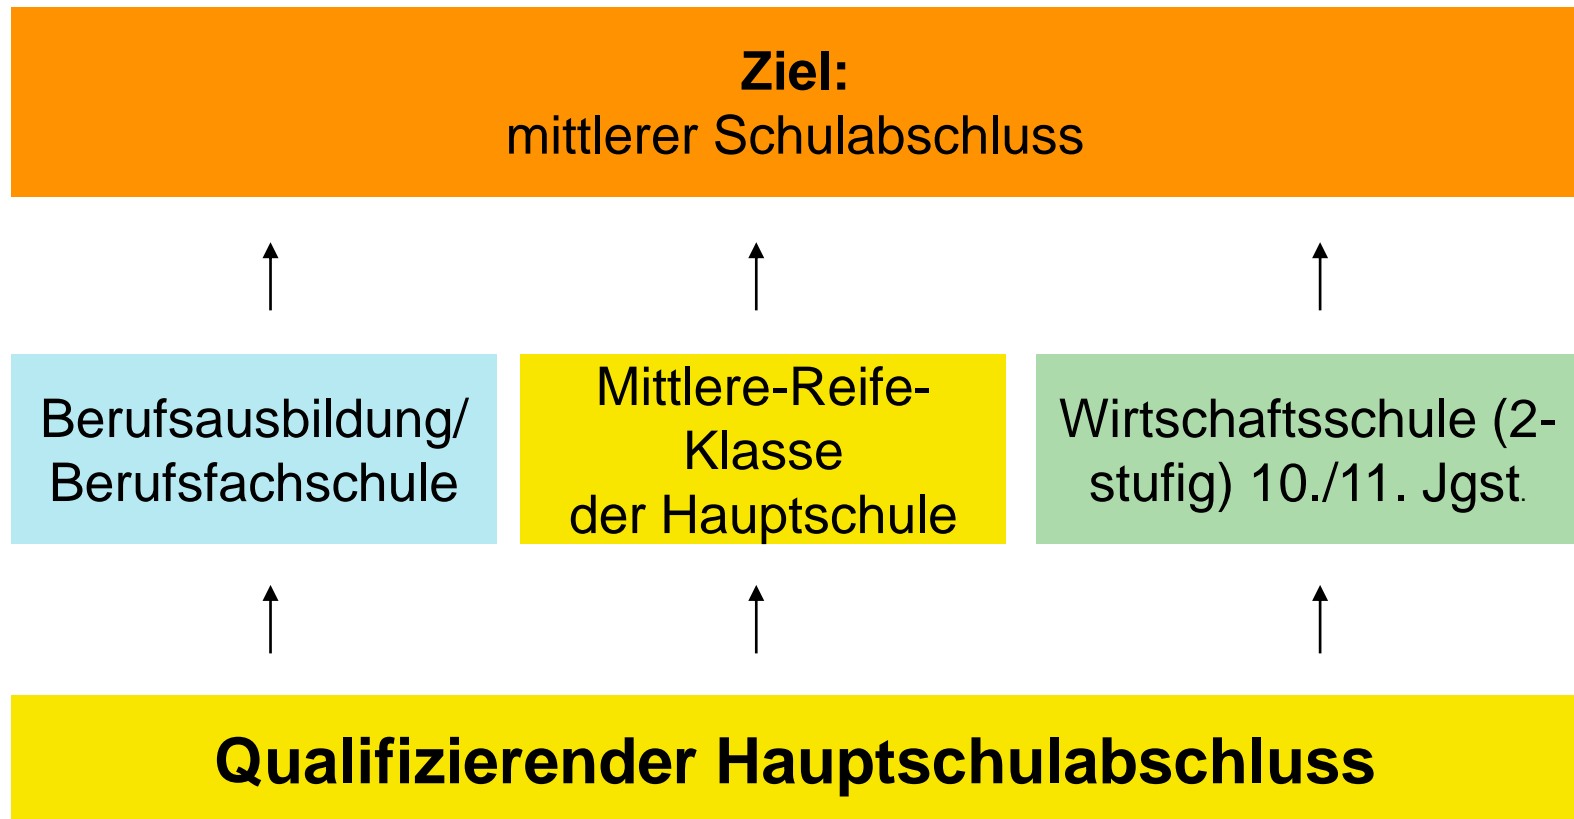 Ziel:
mittlerer Schulabschluss
Berufsausbildung/
Berufsfachschule
Mittlere-Reife-
Klasse
der Hauptschule
Wirtschaftsschule (2-
stufig) 10./11. Jgst.
Qualifizierender Hauptschulabschluss